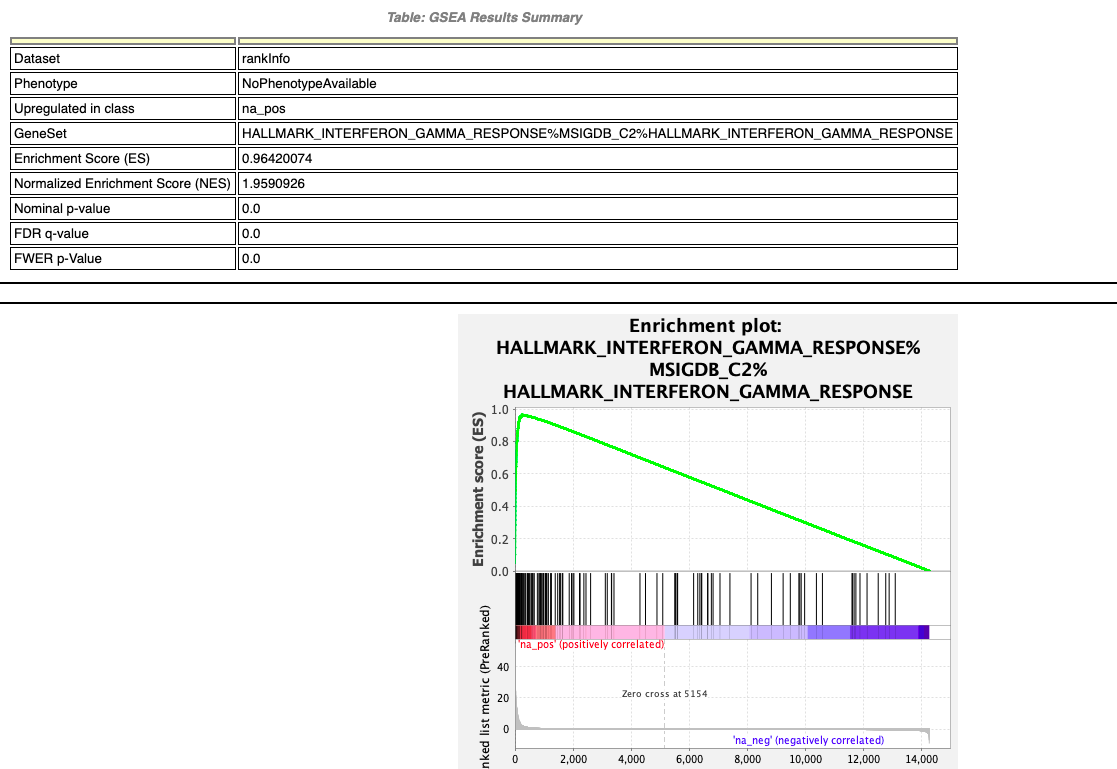 Table: GSEA Results Summary
Dataset rankInfo
Phenotype NoPhenotypeAvailable
Upregulated in class na_pos
GeneSet HALLMARK_INTERFERON_GAMMA_RESPONSE%MSIGDB_C2%HALLMARK_INTERFERON_GAMMA_RESPONSE
Enrichment Score (ES) 0.96420074
Normalized Enrichment Score (NES) 1.9590926
Nominal p-value 0.0
FDR q-value 0.0
FWER p-Value 0.0
Enrichment plot:
HALLMARK_INTERFERON_GAMMA_RESPONSE%
MSIGDB_C2%
HALLMARK_INTERFERON_GAMMA_RESPONSE
Enrichment score (ES)
1.0
0.8
0.6
0.4
0.2
0.0
'na_pos' (positively correlated)
nked list metric (PreRanked)
40
20
0
Zero cross at 5154
'na_neg' (negatively correlated)
0 2,000 4,000 6,000 8,000 10,000 12,000 14,000